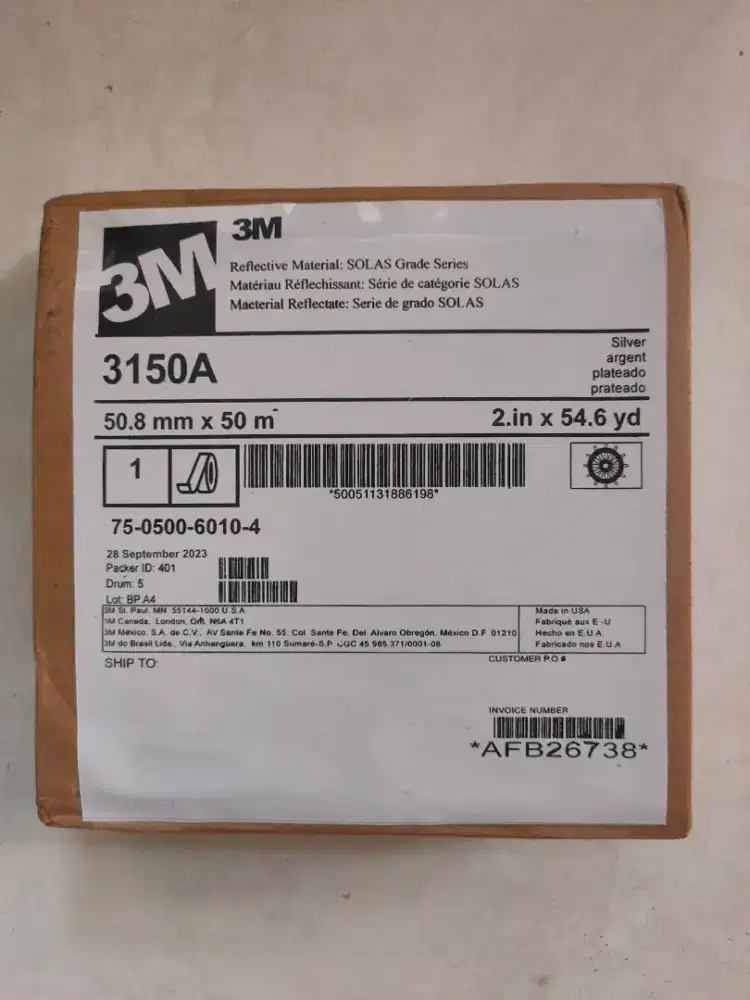 3M
3M
Reflective Material: SOLAS Grade Series
Matériau Réflechissant: Série de catégorie SOLAS
Maeterial Reflectate: Serie de grado SOLAS
3150A
Silver
argent
plateado
prateado
50.8 mm x 50 m
2.in x 54.6 yd
1
*50051131886198*
75-0500-6010-4
28 September 2023
Packer ID: 401
Drum: 5
Lot: BP A4
3M St. Paul, MN 55144-1000 U.S.A.
3M Canada, London, Ont. N6A 4T1
3M México, S.A. de C.V., AV Sante Fe No. 55, Col. Sante Fe, Del Alvaro Obregón, México D.F. 01210
3M do Brasil Ltda., Via Anhangüera, km 110 Sumaré-S.P. CGC 45.985.371/0001-08
Made in USA
Fabriqué aux E-U
Hecho en E.U.A.
Fabricado nos E.U.A
SHIP TO:
CUSTOMER P.O #
INVOICE NUMBER
*AFB26738*